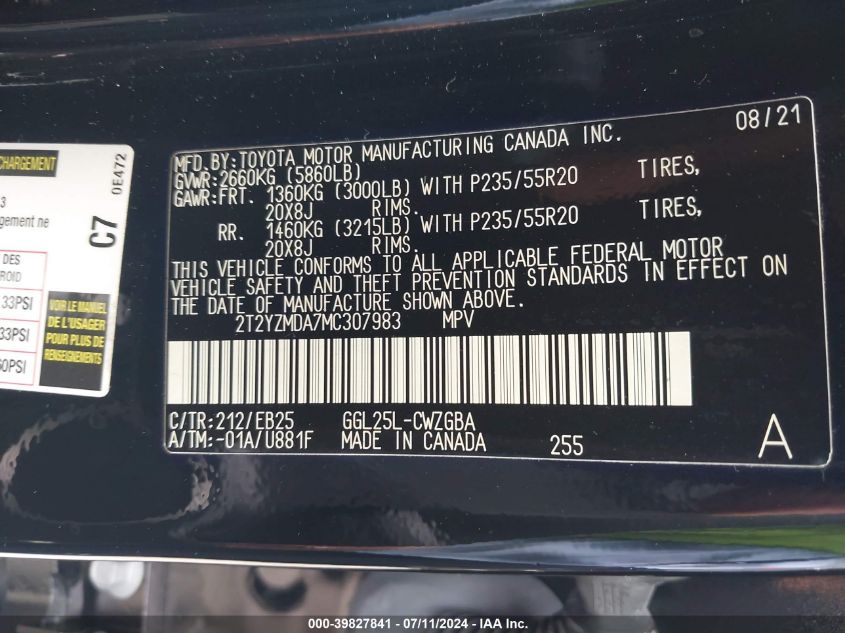 CHARGEMENT
0E472
3
gement ne
C7
DES
ROID
33PSI
33PSI
60PSI
VOIR LE MANUEL
DE L'USAGER
POUR PLUS DE
RENSEIGNEMENTS
08/21
MFD. BY: TOYOTA MOTOR MANUFACTURING CANADA INC.
GVWR: 2660KG (5860LB)
GAWR: FRT. 1360KG (3000LB) WITH P235/55R20 TIRES,
20X8J RIMS.
RR. 1460KG (3215LB) WITH P235/55R20 TIRES,
20X8J RIMS.
THIS VEHICLE CONFORMS TO ALL APPLICABLE FEDERAL MOTOR
VEHICLE SAFETY AND THEFT PREVENTION STANDARDS IN EFFECT ON
THE DATE OF MANUFACTURE SHOWN ABOVE.
2T2YZMDA7MC307983 MPV
C/TR: 212/EB25 GGL25L-CWZGBA
A/TM: -01A/U881F MADE IN CANADA 255 A
000-39827841 / 07/11/2024 - IAA Inc.